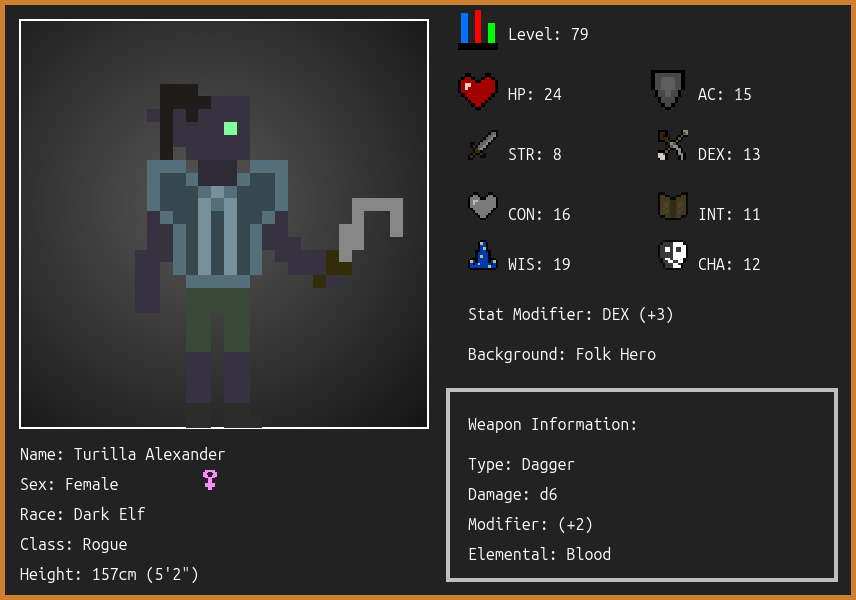 Level: 79
HP: 24
AC: 15
STR: 8
DEX: 13
CON: 16
INT: 11
WIS: 19
CHA: 12
Stat Modifier: DEX (+3)
Background: Folk Hero
Weapon Information:
Type: Dagger
Damage: d6
Modifier: (+2)
Elemental: Blood
Name: Turilla Alexander
Sex: Female
Race: Dark Elf
Class: Rogue
Height: 157cm (5'2")